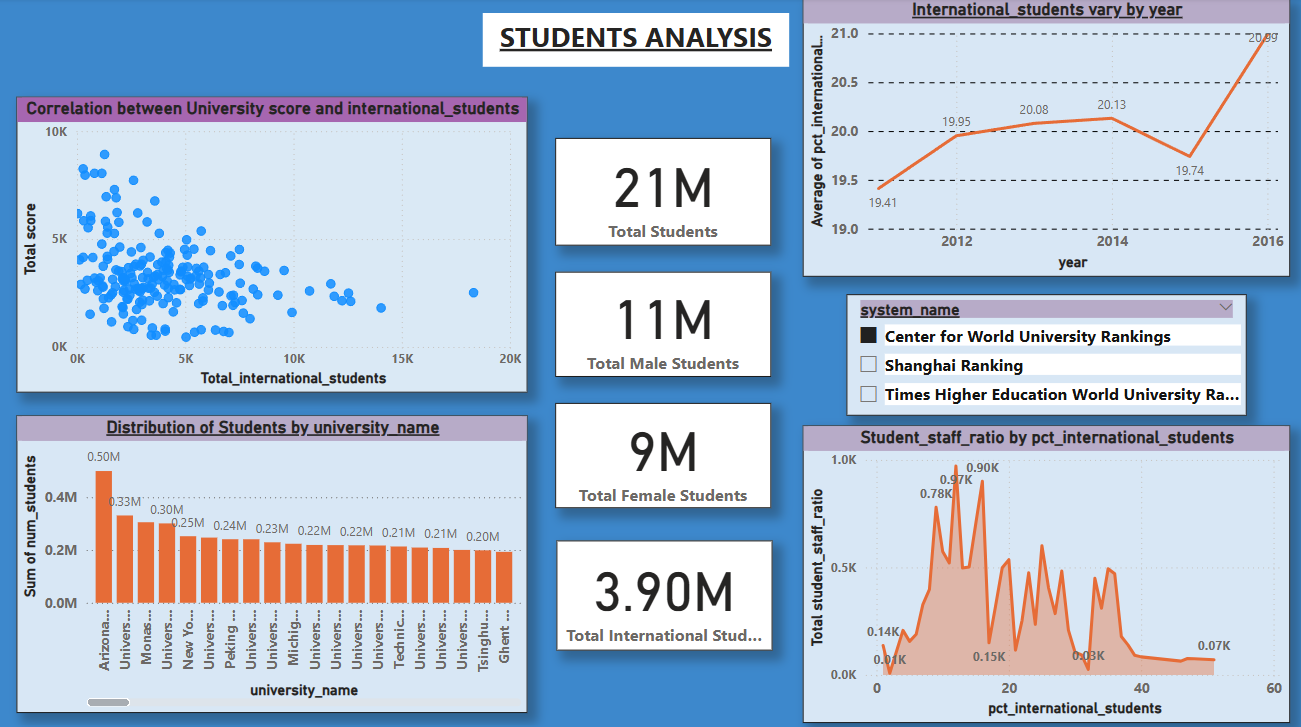 STUDENTS ANALYSIS
Correlation between University score and international_students
Total score
10K
5K
0K
0K 5K 10K 15K 20K
Total_international_students
Distribution of Students by university_name
Sum of num_students
0.4M
0.2M
0.0M
0.50M
0.33M
0.30M
0.25M
0.24M
0.23M
0.22M
0.22M
0.21M
0.21M
0.20M
Arizona...
Univers...
Monas...
Univers...
New Yo...
Univers...
Peking ...
Univers...
Univers...
Michig...
Univers...
Univers...
Univers...
Univers...
Technic...
Univers...
Univers...
Univers...
Tsinghu...
Ghent ...
university_name
21M
Total Students
11M
Total Male Students
9M
Total Female Students
3.90M
Total International Stud...
International_students vary by year
Average of pct_international...
21.0
20.5
20.0
19.5
19.0
19.41
19.95
20.08
20.13
19.74
20.99
2012 2014 2016
year
system_name
Center for World University Rankings
Shanghai Ranking
Times Higher Education World University Ra...
Student_staff_ratio by pct_international_students
Total student_staff_ratio
1.0K
0.5K
0.0K
0.14K
0.01K
0.78K
0.97K
0.90K
0.15K
0.03K
0.07K
0 20 40 60
pct_international_students